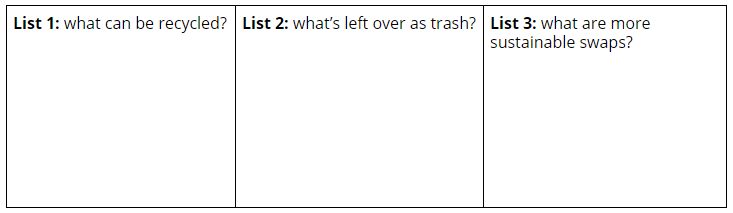 List 1: what can be recycled?
List 2: what’s left over as trash?
List 3: what are more
sustainable swaps?